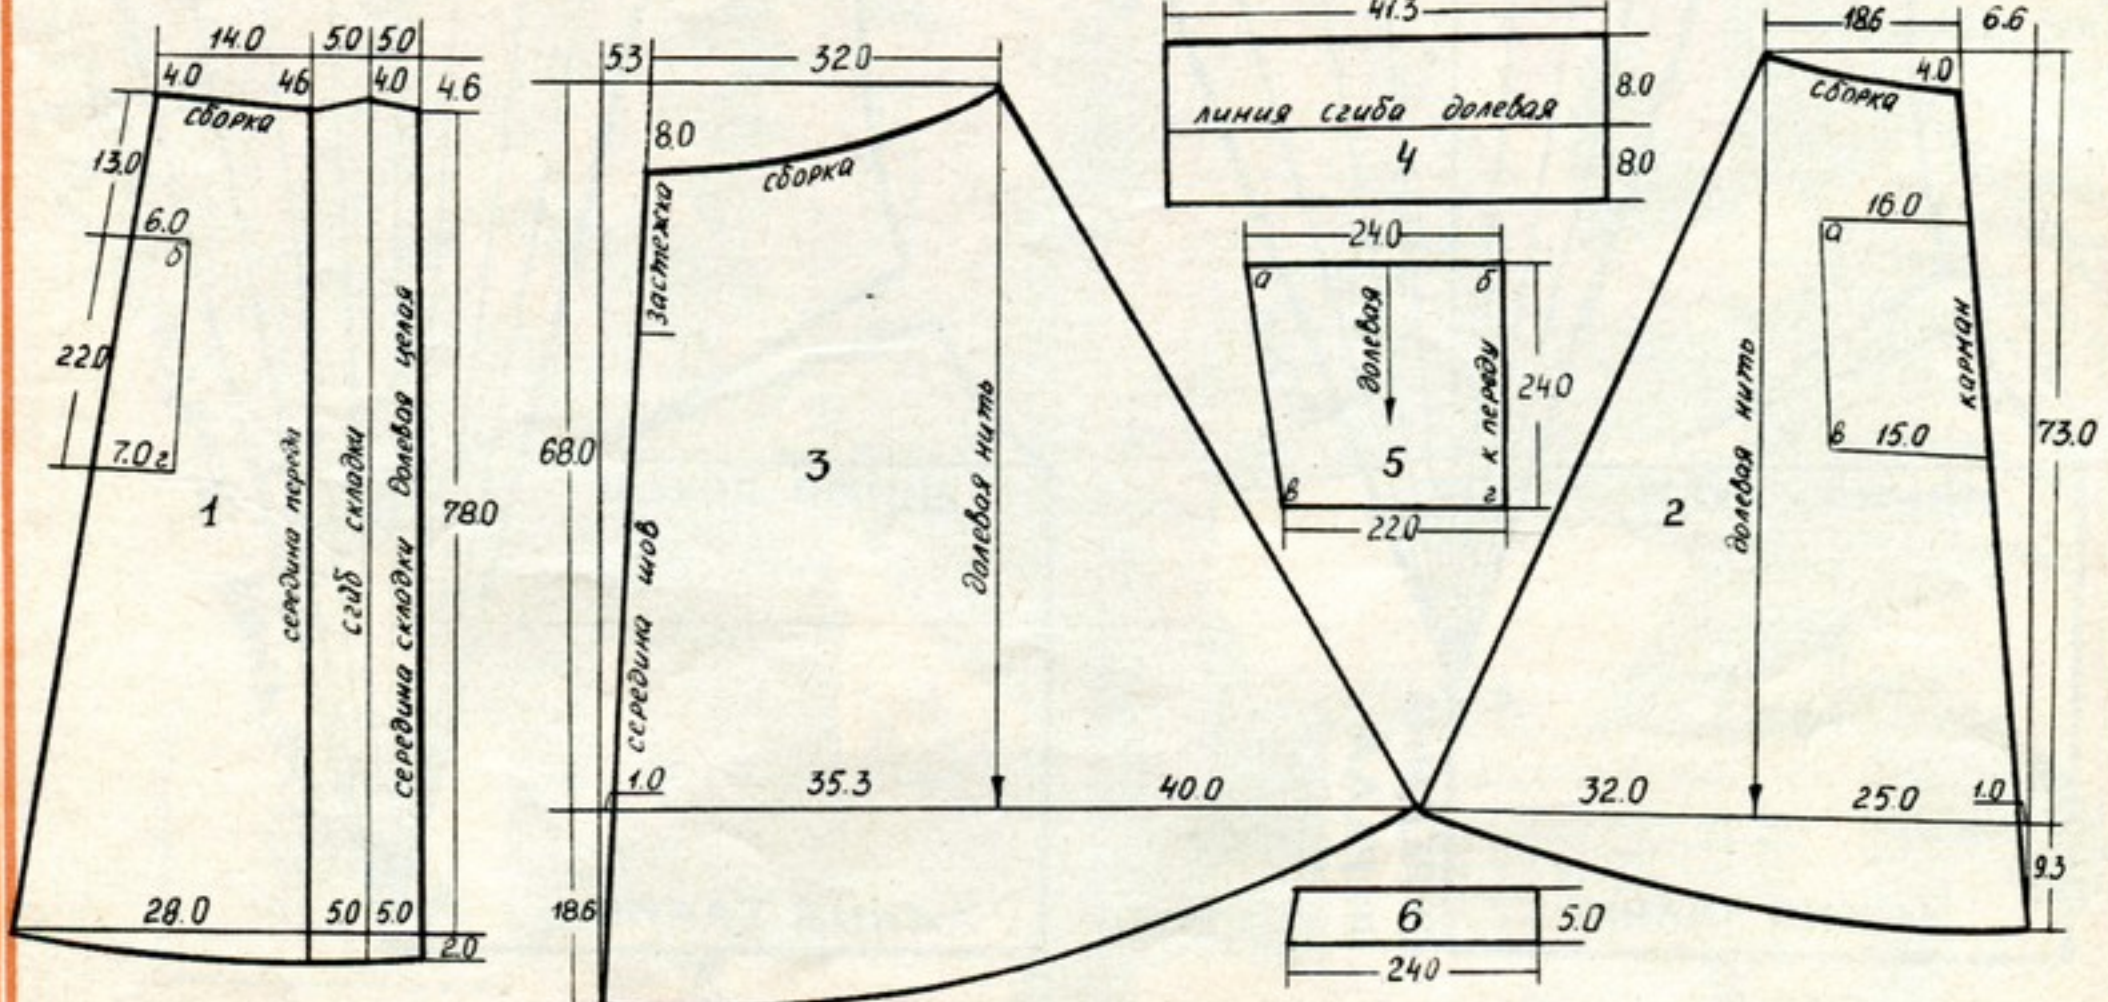 14.0
5.0
5.0
4.0
4.6
4.0
4.6
сборка
13.0
6.0
б
22.0
7.0
г
1
середина переда
сгиб складки
середина складки долевая целая
78.0
28.0
5.0
5.0
2.0
53
32.0
8.0
сборка
застежка
68.0
3
долевая нить
середина шов
1.0
35.3
40.0
18.6
41.3
8.0
линия сгиба долевая
4
8.0
24.0
а
б
долевая
к переду
24.0
5
в
г
22.0
6
5.0
24.0
18.6
6.6
4.0
сборка
16.0
а
карман
долевая нить
в
15.0
73.0
2
32.0
25.0
1.0
9.3